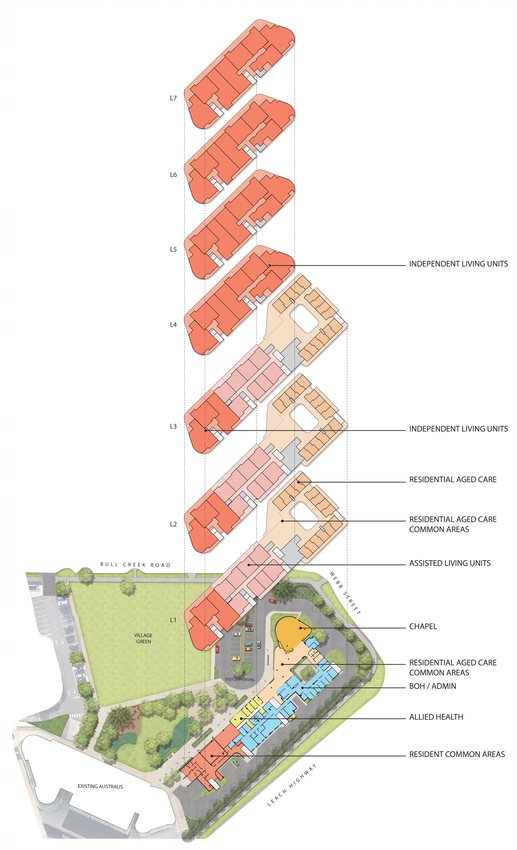 L7
L6
L5
INDEPENDENT LIVING UNITS
L4
L3
INDEPENDENT LIVING UNITS
RESIDENTIAL AGED CARE
L2
RESIDENTIAL AGED CARE
COMMON AREAS
ASSISTED LIVING UNITS
BULL CREEK ROAD
WEBB STREET
L1
CHAPEL
VILLAGE
GREEN
RESIDENTIAL AGED CARE
COMMON AREAS
VISITOR PARKING
BOH / ADMIN
ALLIED HEALTH
RESIDENT COMMON AREAS
LEACH HIGHWAY
EXISTING AUSTRALIS